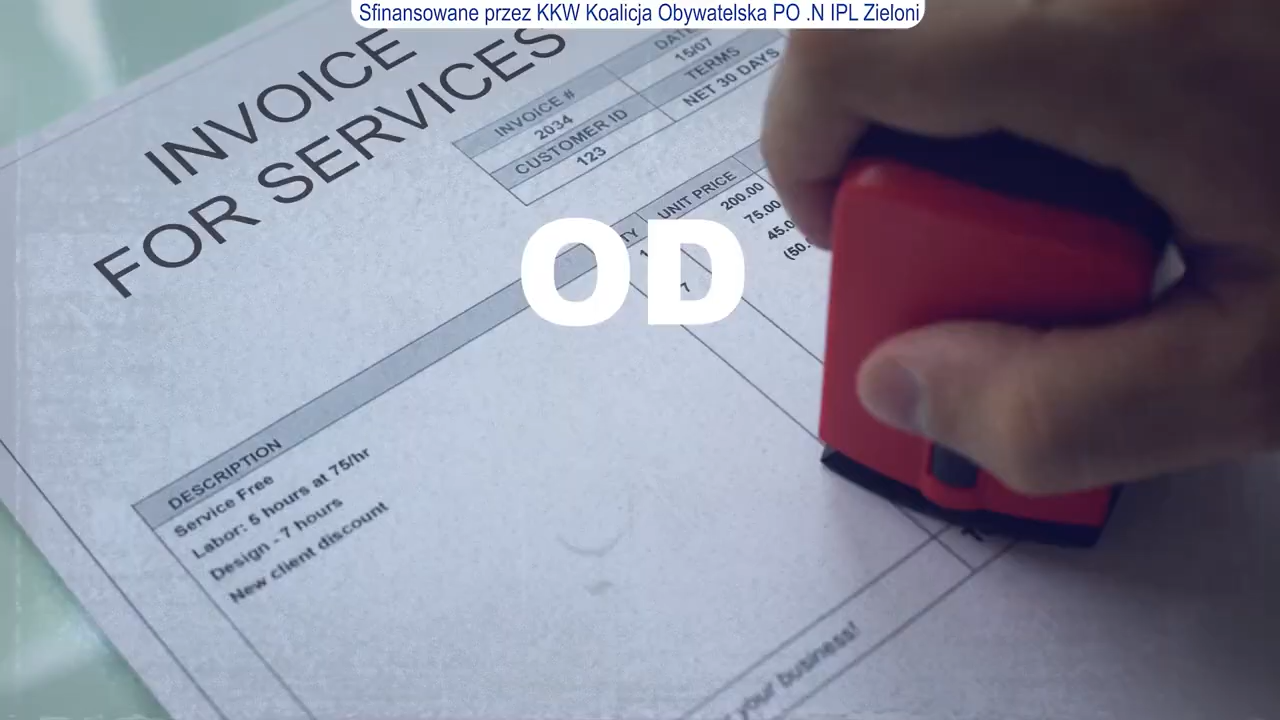 Sfinansowane przez KKW Koalicja Obywatelska PO .N IPL Zieloni
INVOICE
FOR SERVICES
DATE
15/07
INVOICE #
TERMS
2034
NET 30 DAYS
CUSTOMER ID
123
UNIT PRICE
200.00
75.00
OD
7
DESCRIPTION
Service Free
Labor: 5 hours at 75/hr
Design - 7 hours
New client discount
your business!